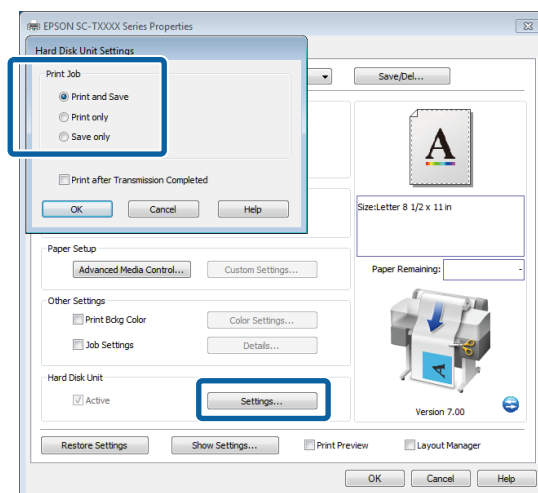 EPSON SC-TXXXX Series Properties
Hard Disk Unit Settings
Print Job
Print and Save
Print only
Save only
Print after Transmission Completed
OK Cancel Help
Save/Del...
A
Size:Letter 8 1/2 x 11 in
Paper Setup
Advanced Media Control... Custom Settings...
Paper Remaining: -
Other Settings
Print Bckg Color Color Settings...
Job Settings Details...
A
Hard Disk Unit
Active Settings...
Version 7.00
Restore Settings Show Settings... Print Preview Layout Manager
OK Cancel Help